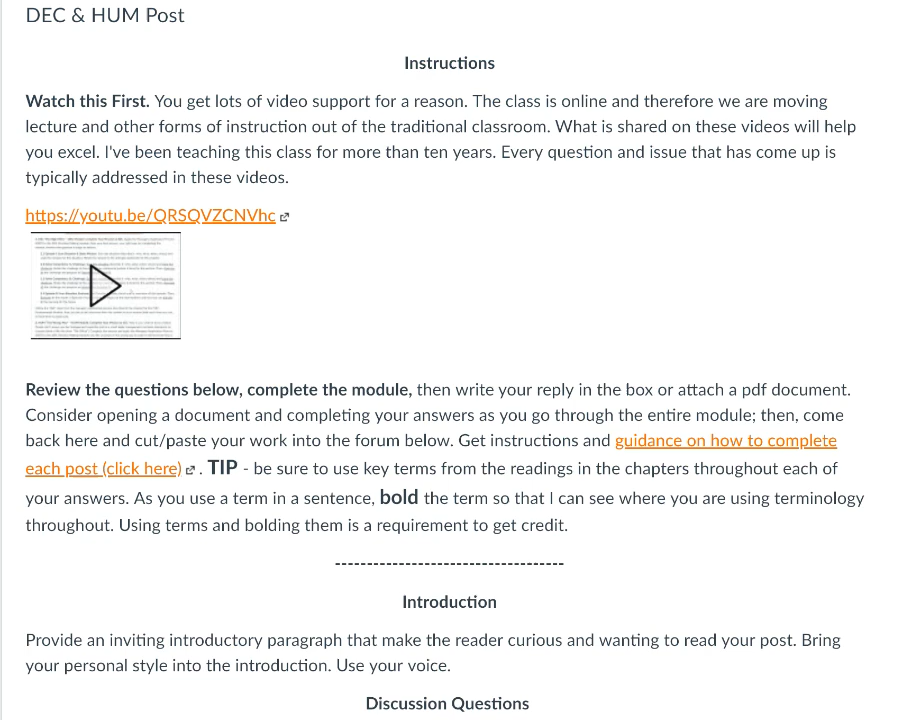 DEC & HUM Post
Instructions
Watch this First. You get lots of video support for a reason. The class is online and therefore we are moving
lecture and other forms of instruction out of the traditional classroom. What is shared on these videos will help
you excel. I've been teaching this class for more than ten years. Every question and issue that has come up is
typically addressed in these videos.
https://youtu.be/QRSQVZCNVhc
Review the questions below, complete the module, then write your reply in the box or attach a pdf document.
Consider opening a document and completing your answers as you go through the entire module; then, come
back here and cut/paste your work into the forum below. Get instructions and guidance on how to complete
each post (click here) . TIP - be sure to use key terms from the readings in the chapters throughout each of
your answers. As you use a term in a sentence, bold the term so that I can see where you are using terminology
throughout. Using terms and bolding them is a requirement to get credit.
------------------------------------
Introduction
Provide an inviting introductory paragraph that make the reader curious and wanting to read your post. Bring
your personal style into the introduction. Use your voice.
Discussion Questions